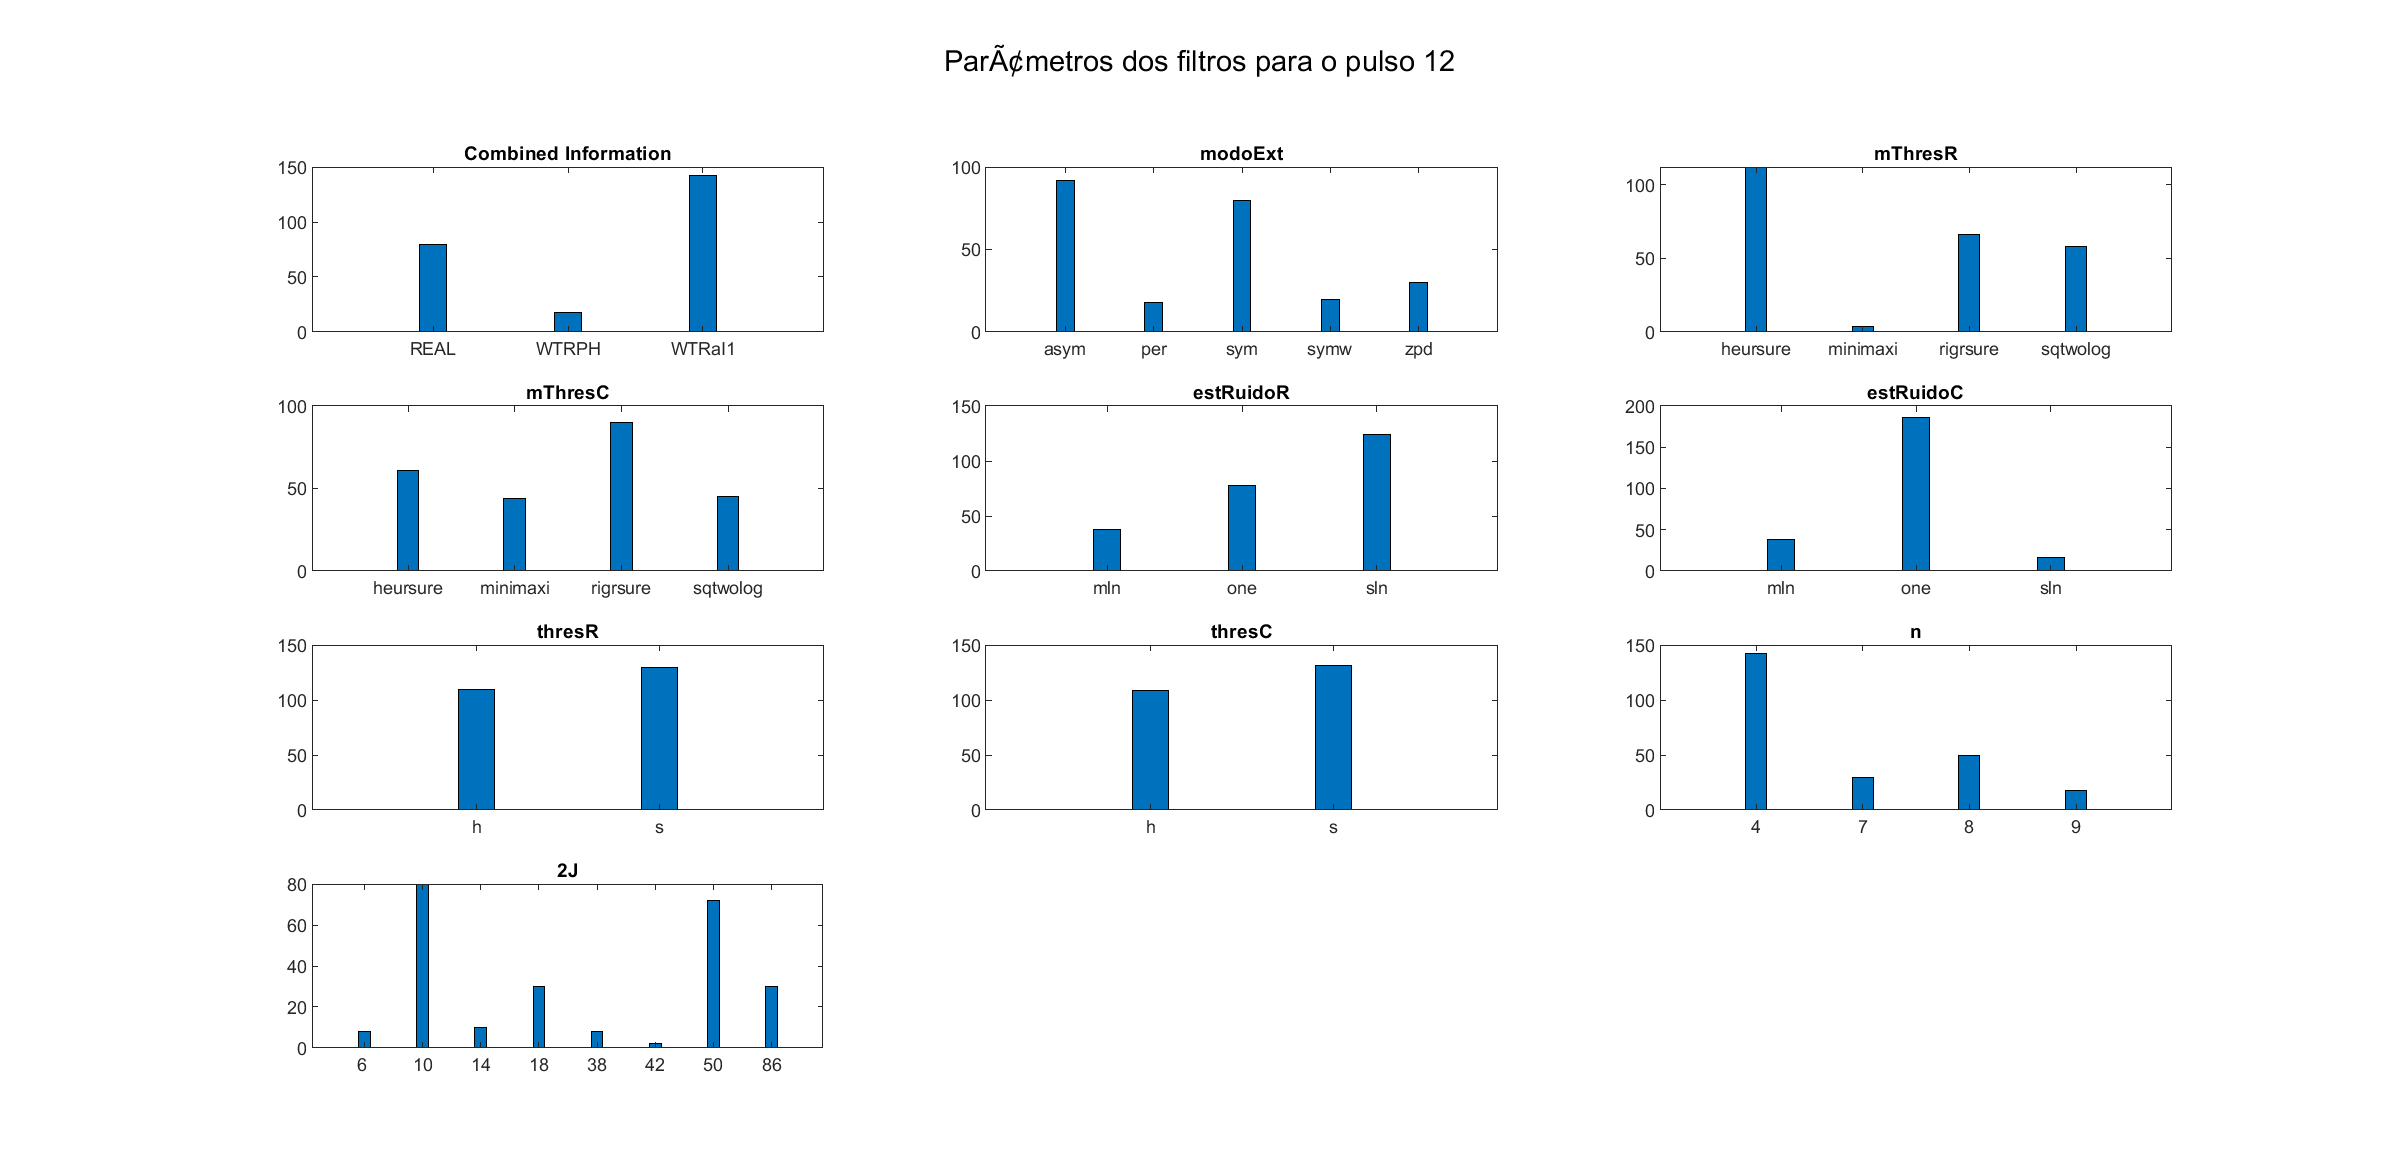 ParÃ¢metros dos filtros para o pulso 12
Combined Information
150
100
50
0
REAL WTRPH WTRaI1
modoExt
100
50
0
asym per sym symw zpd
mThresR
100
50
0
heursure minimaxi rigrsure sqtwolog
mThresC
100
50
0
heursure minimaxi rigrsure sqtwolog
estRuidoR
150
100
50
0
mln one sln
estRuidoC
200
150
100
50
0
mln one sln
thresR
150
100
50
0
h s
thresC
150
100
50
0
h s
n
150
100
50
0
4 7 8 9
2J
80
60
40
20
0
6 10 14 18 38 42 50 86